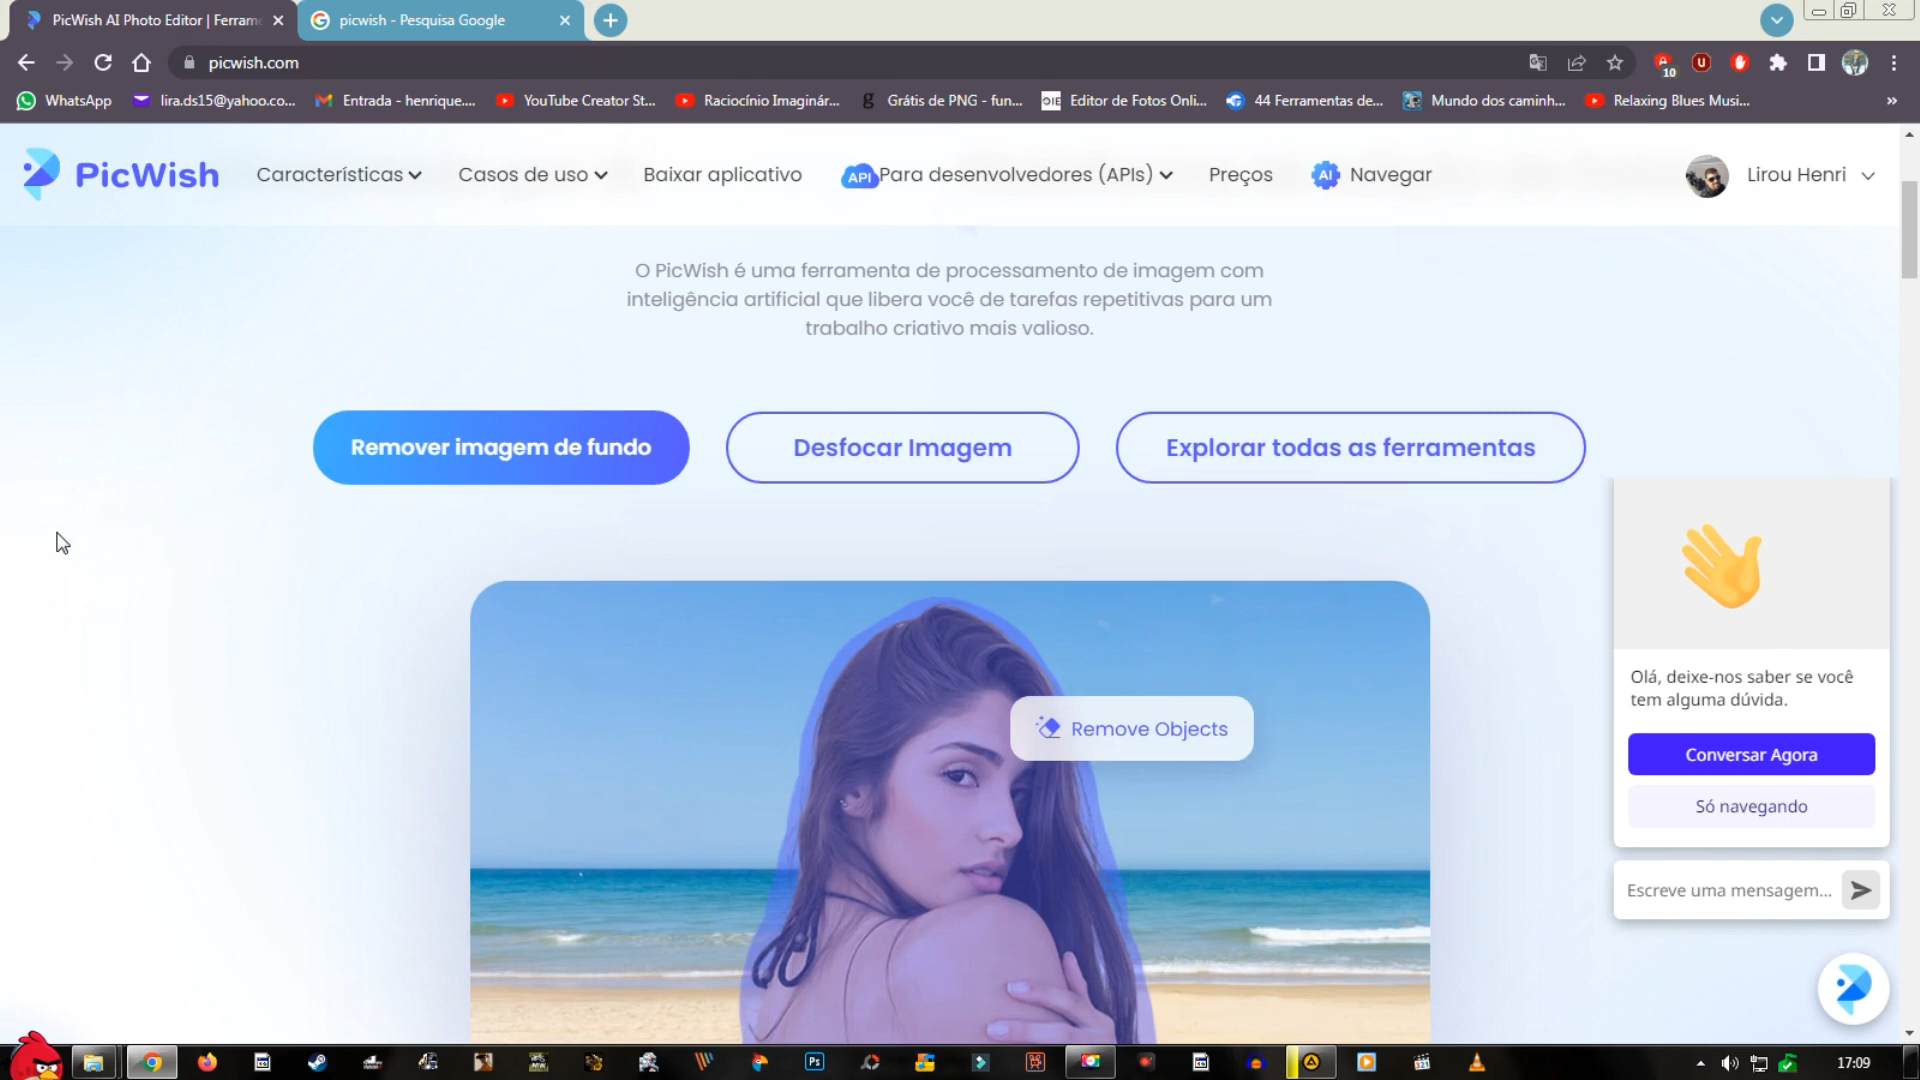 PicWish AI Photo Editor | Ferram
picwish - Pesquisa Google
picwish.com
10
WhatsApp
lira.ds15@yahoo.co...
Entrada - henrique....
YouTube Creator St...
Raciocínio Imaginár...
Grátis de PNG - fun...
Editor de Fotos Onli...
44 Ferramentas de...
Mundo dos caminh...
Relaxing Blues Musi...
»
PicWish
Características
Casos de uso
Baixar aplicativo
API
Para desenvolvedores (APIs)
Preços
AI
Navegar
Lirou Henri
O PicWish é uma ferramenta de processamento de imagem com
inteligência artificial que libera você de tarefas repetitivas para um
trabalho criativo mais valioso.
Remover imagem de fundo
Desfocar Imagem
Explorar todas as ferramentas
Remove Objects
Olá, deixe-nos saber se você
tem alguma dúvida.
Conversar Agora
Só navegando
Escreve uma mensagem...
Ps
17:09